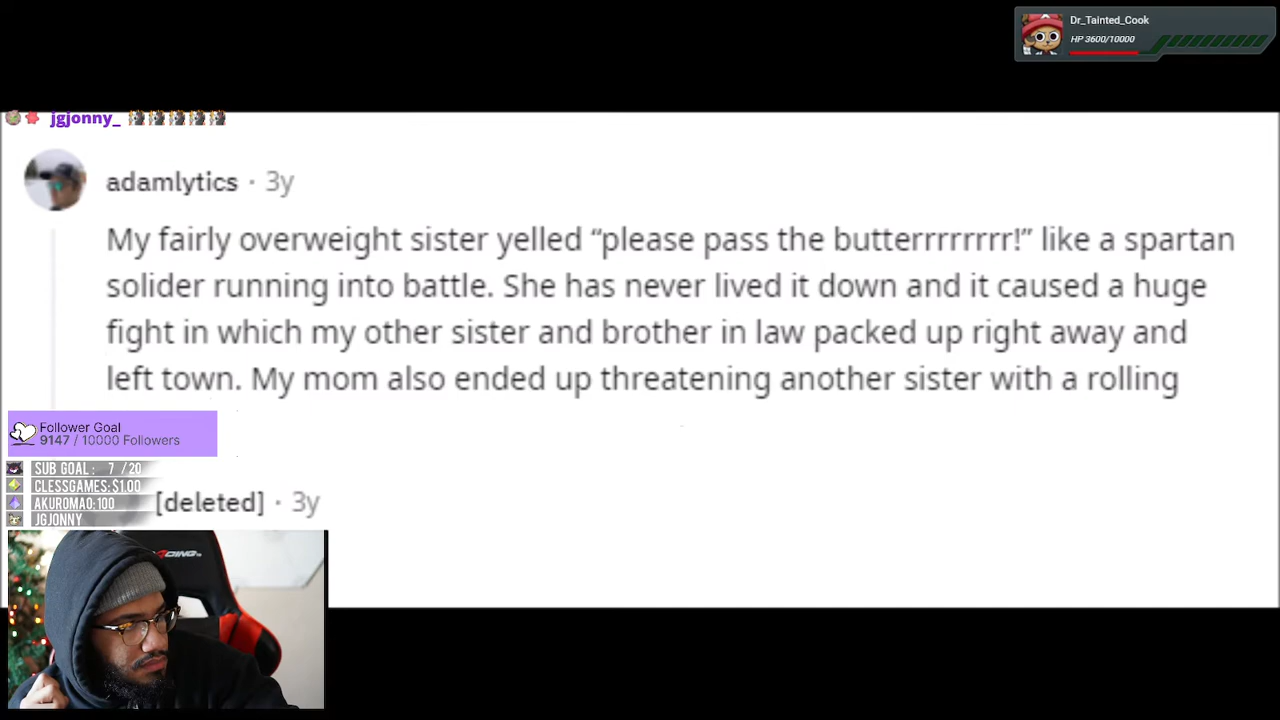 Dr_Tainted_Cook
HP 3600/10000
jgjonny_
adamlytics · 3y
My fairly overweight sister yelled “please pass the butterrrrrrrr!” like a spartan
solider running into battle. She has never lived it down and it caused a huge
fight in which my other sister and brother in law packed up right away and
left town. My mom also ended up threatening another sister with a rolling
Follower Goal
9147 / 10000 Followers
SUB GOAL: 7 /20
CLESSGAMES:$1.00
AKUROMAO:100
JGJONNY
[deleted] · 3y